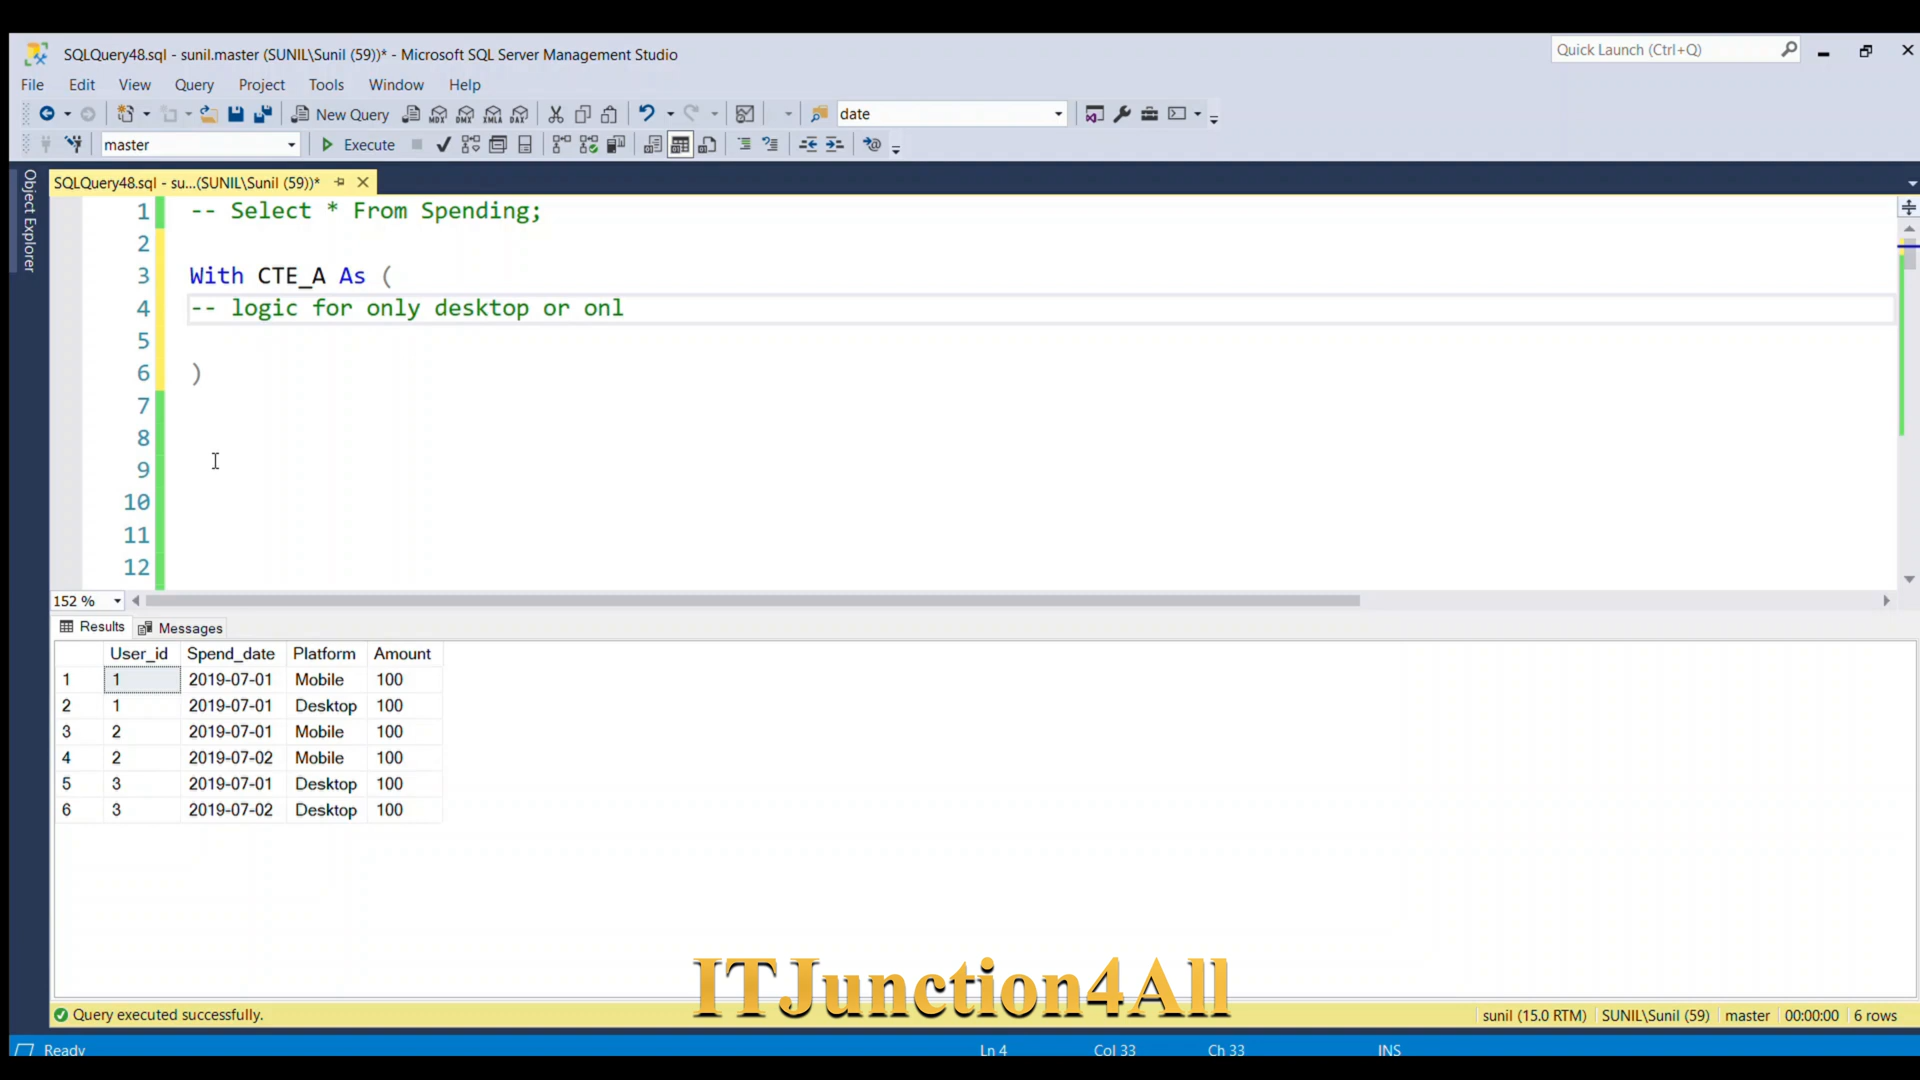 SQLQuery48.sql - sunil.master (SUNIL\Sunil (59))* - Microsoft SQL Server Management Studio
Quick Launch (Ctrl+Q)
File Edit View Query Project Tools Window Help
New Query MDX DMX XMLA DAX date
master Execute
Object Explorer
SQLQuery48.sql - su...(SUNIL\Sunil (59))*
1 -- Select * From Spending;
2
3 With CTE_A As (
4 -- logic for only desktop or onl
5
6 )
7
8
9
10
11
12
152 %
Results Messages
User_id Spend_date Platform Amount
1 1 2019-07-01 Mobile 100
2 1 2019-07-01 Desktop 100
3 2 2019-07-01 Mobile 100
4 2 2019-07-02 Mobile 100
5 3 2019-07-01 Desktop 100
6 3 2019-07-02 Desktop 100
ITJunction4All
Query executed successfully. sunil (15.0 RTM) SUNIL\Sunil (59) master 00:00:00 6 rows
Ready Ln 4 Col 33 Ch 33 INS